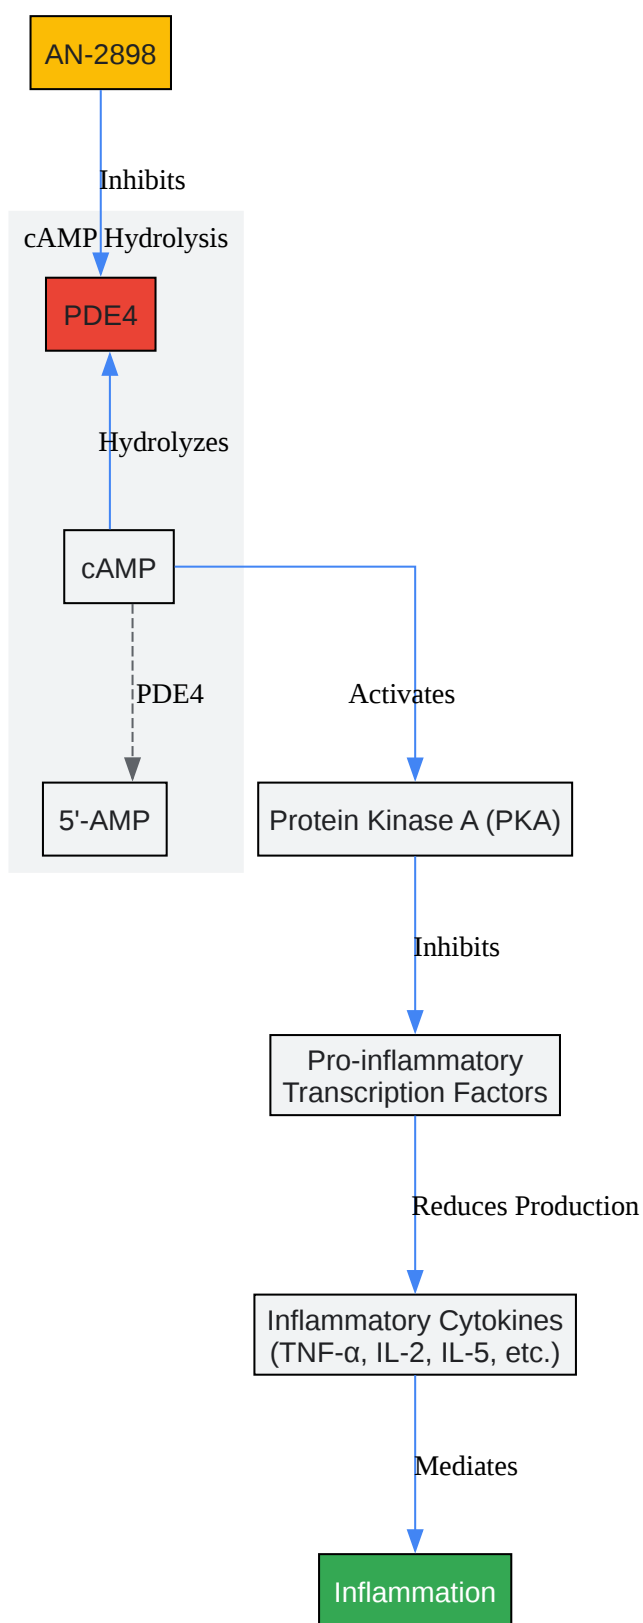 AN-2898
Inhibits
cAMP Hydrolysis
PDE4
Hydrolyzes
cAMP
PDE4
Activates
5'-AMP
Protein Kinase A (PKA)
Inhibits
Pro-inflammatory
Transcription Factors
Reduces Production
Inflammatory Cytokines
(TNF-α, IL-2, IL-5, etc.)
Mediates
Inflammation